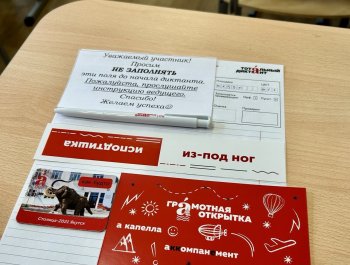 Уважаемый участник!
Просим
НЕ ЗАПОЛНЯТЬ
эти поля до начала диктанта.
Пожалуйста, прослушайте
инструкцию ведущего.
Спасибо!
Желаем успеха☺
ТОТАЛЬНЫЙ
ДИКТАНТ
ИСПОДТИШКА
ИЗ-ПОД НОГ
ГРАМОТНАЯ
ОТКРЫТКА
а капелла
аккомпанемент
Столица-2021 Якутск